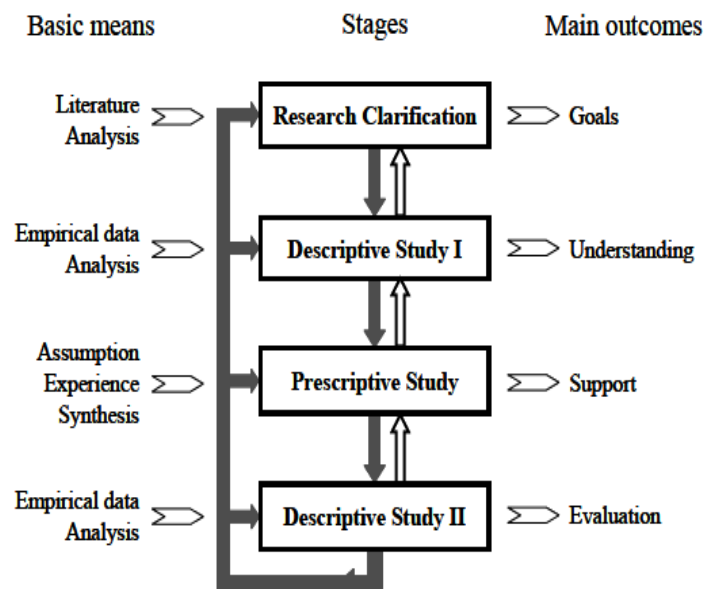 Basic means
Stages
Main outcomes
Literature
Analysis
Research Clarification
Goals
Empirical data
Analysis
Descriptive Study I
Understanding
Assumption
Experience
Synthesis
Prescriptive Study
Support
Empirical data
Analysis
Descriptive Study II
Evaluation